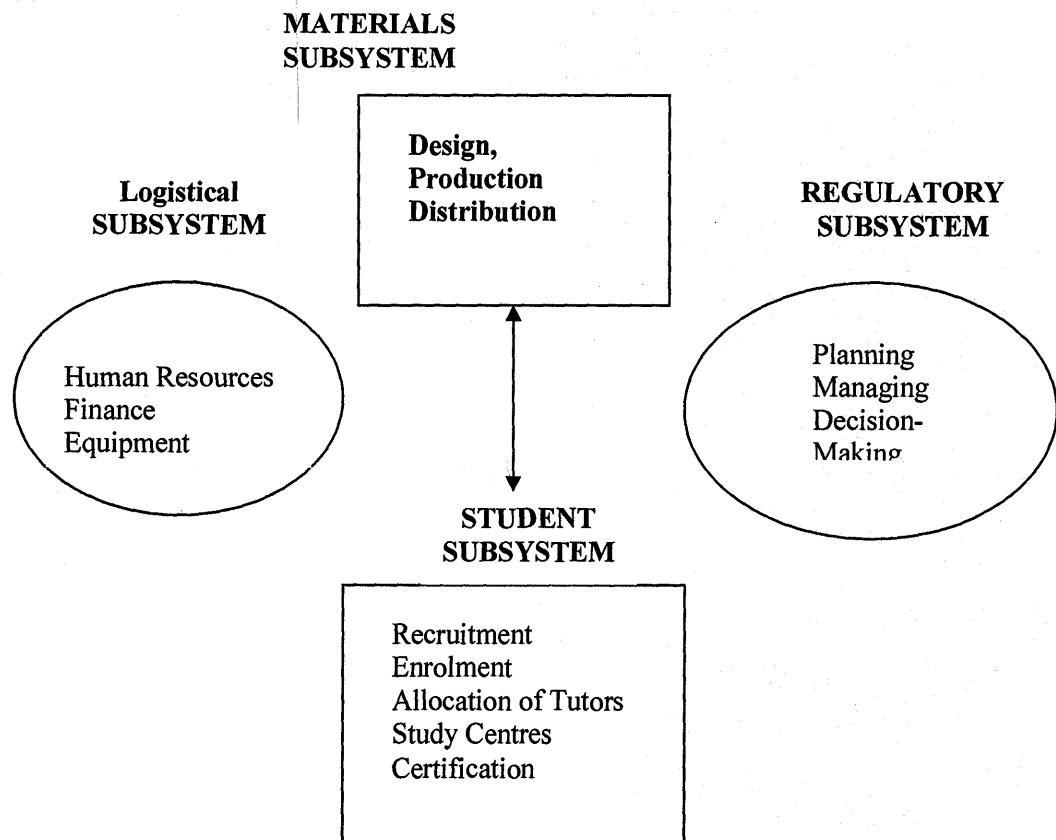 MATERIALS
SUBSYSTEM
Design,
Production
Distribution
Logistical
SUBSYSTEM
Human Resources
Finance
Equipment
REGULATORY
SUBSYSTEM
Planning
Managing
Decision-
Making
STUDENT
SUBSYSTEM
Recruitment
Enrolment
Allocation of Tutors
Study Centres
Certification